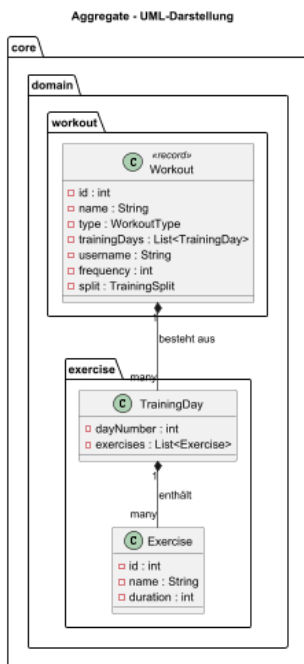 Aggregate - UML-Darstellung
core
domain
workout
C «record»
Workout
id : int
name : String
type : WorkoutType
trainingDays : List<TrainingDay>
username : String
frequency : int
split : TrainingSplit
1
besteht aus
exercise
many
C TrainingDay
dayNumber : int
exercises : List<Exercise>
1
enthält
many
C Exercise
id : int
name : String
duration : int